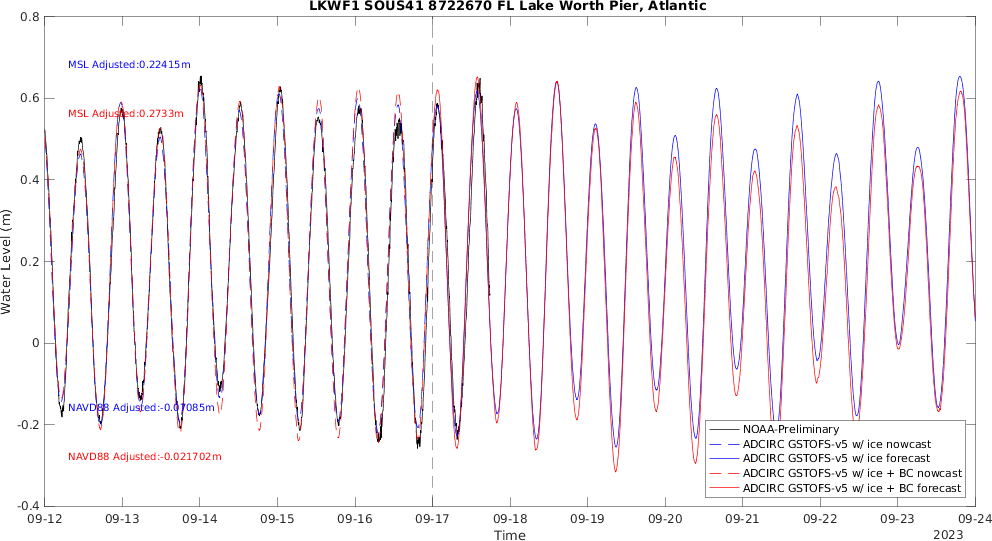 LKWF1 SOUS41 8722670 FL Lake Worth Pier, Atlantic
0.8
MSL Adjusted:0.22415m
0.6
MSL Adjusted:0.2733m
0.4
Water Level (m)
0.2
0
NAVD88 Adjusted:-0.07085m
-0.2
NOAA-Preliminary
ADCIRC GSTOFS-v5 w/ ice nowcast
NAVD88 Adjusted:-0.021702m
ADCIRC GSTOFS-v5 w/ ice forecast
ADCIRC GSTOFS-v5 w/ ice + BC nowcast
ADCIRC GSTOFS-v5 w/ ice + BC forecast
-0.4
09-12 09-13 09-14 09-15 09-16 09-17 09-18 09-19 09-20 09-21 09-22 09-23 09-24
Time
2023